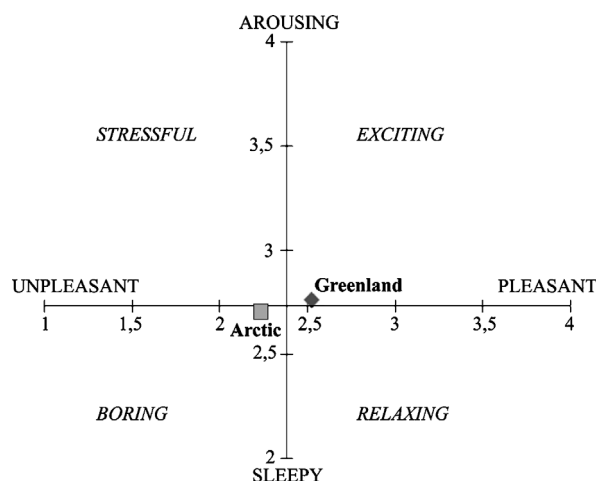 AROUSING
4
STRESSFUL
EXCITING
3,5
3
UNPLEASANT
Greenland
PLEASANT
1
1,5
2
2,5
3
3,5
4
Arctic
2,5
BORING
RELAXING
2
SLEEPY